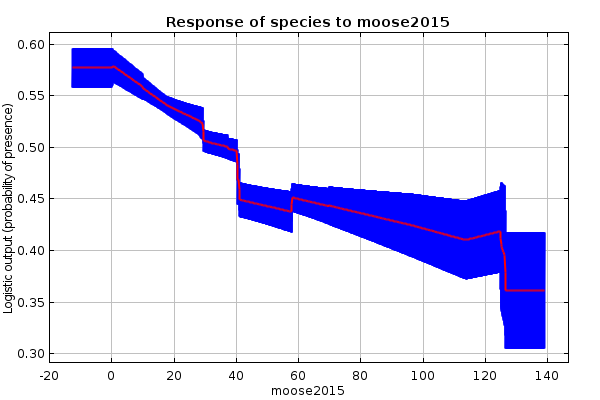 Response of species to moose2015
Logistic output (probability of presence)
0.60
0.55
0.50
0.45
0.40
0.35
0.30
-20 0 20 40 60 80 100 120 140
moose2015